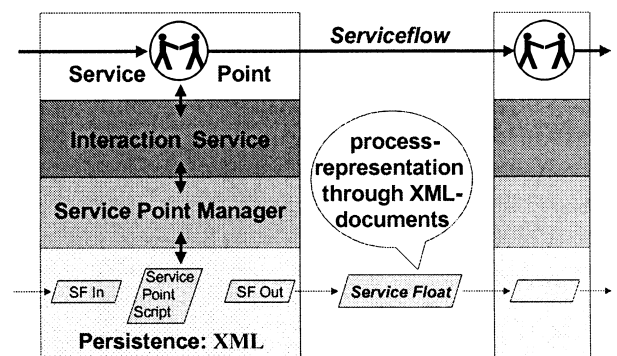 Serviceflow
Service Point
Interaction Service
process-
representation
through XML-
documents
Service Point Manager
SF In
Service
Point
Script
SF Out
Service Float
Persistence: XML